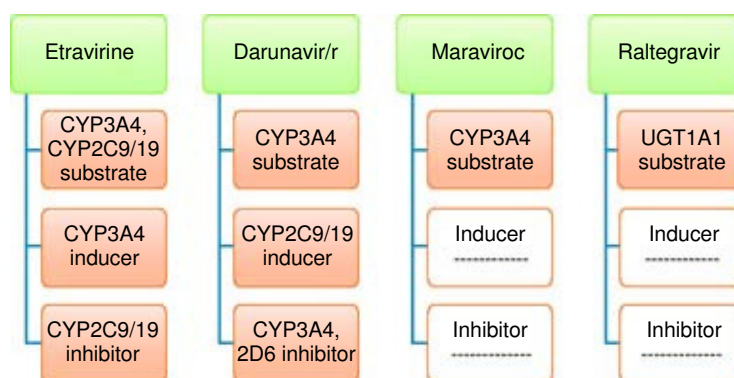 Etravirine
CYP3A4,
CYP2C9/19
substrate
CYP3A4
inducer
CYP2C9/19
inhibitor
Darunavir/r
CYP3A4
substrate
CYP2C9/19
inducer
CYP3A4,
2D6 inhibitor
Maraviroc
CYP3A4
substrate
Inducer
------------
Inhibitor
------------
Raltegravir
UGT1A1
substrate
Inducer
------------
Inhibitor
------------